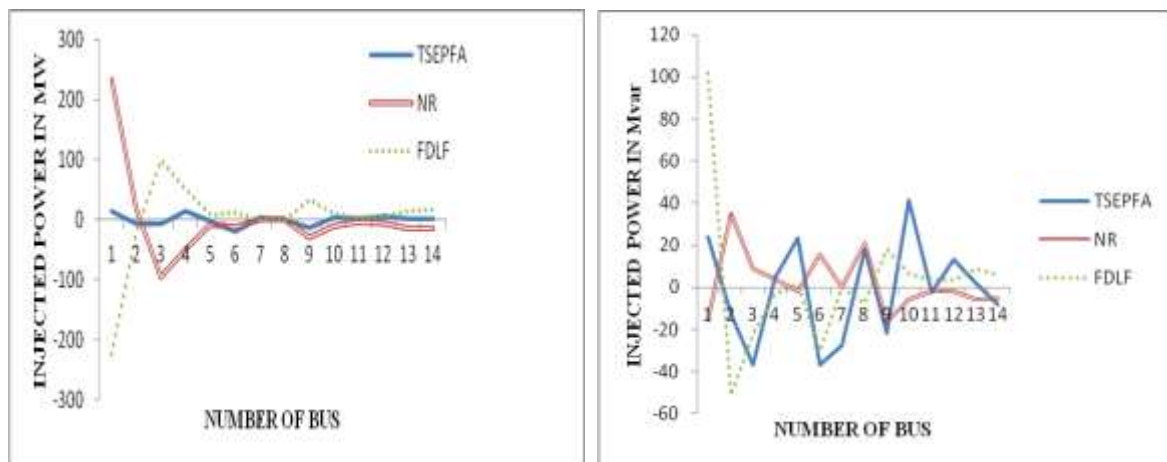 INJECTED POWER IN MW
300
200
100
0
-100
-200
-300
1 2 3 4 5 6 7 8 9 10 11 12 13 14
TSEPFA
NR
FDLF
NUMBER OF BUS
INJECTED POWER IN Mvar
120
100
80
60
40
20
0
-20
-40
-60
1 2 3 4 5 6 7 8 9 10 11 12 13 14
TSEPFA
NR
FDLF
NUMBER OF BUS